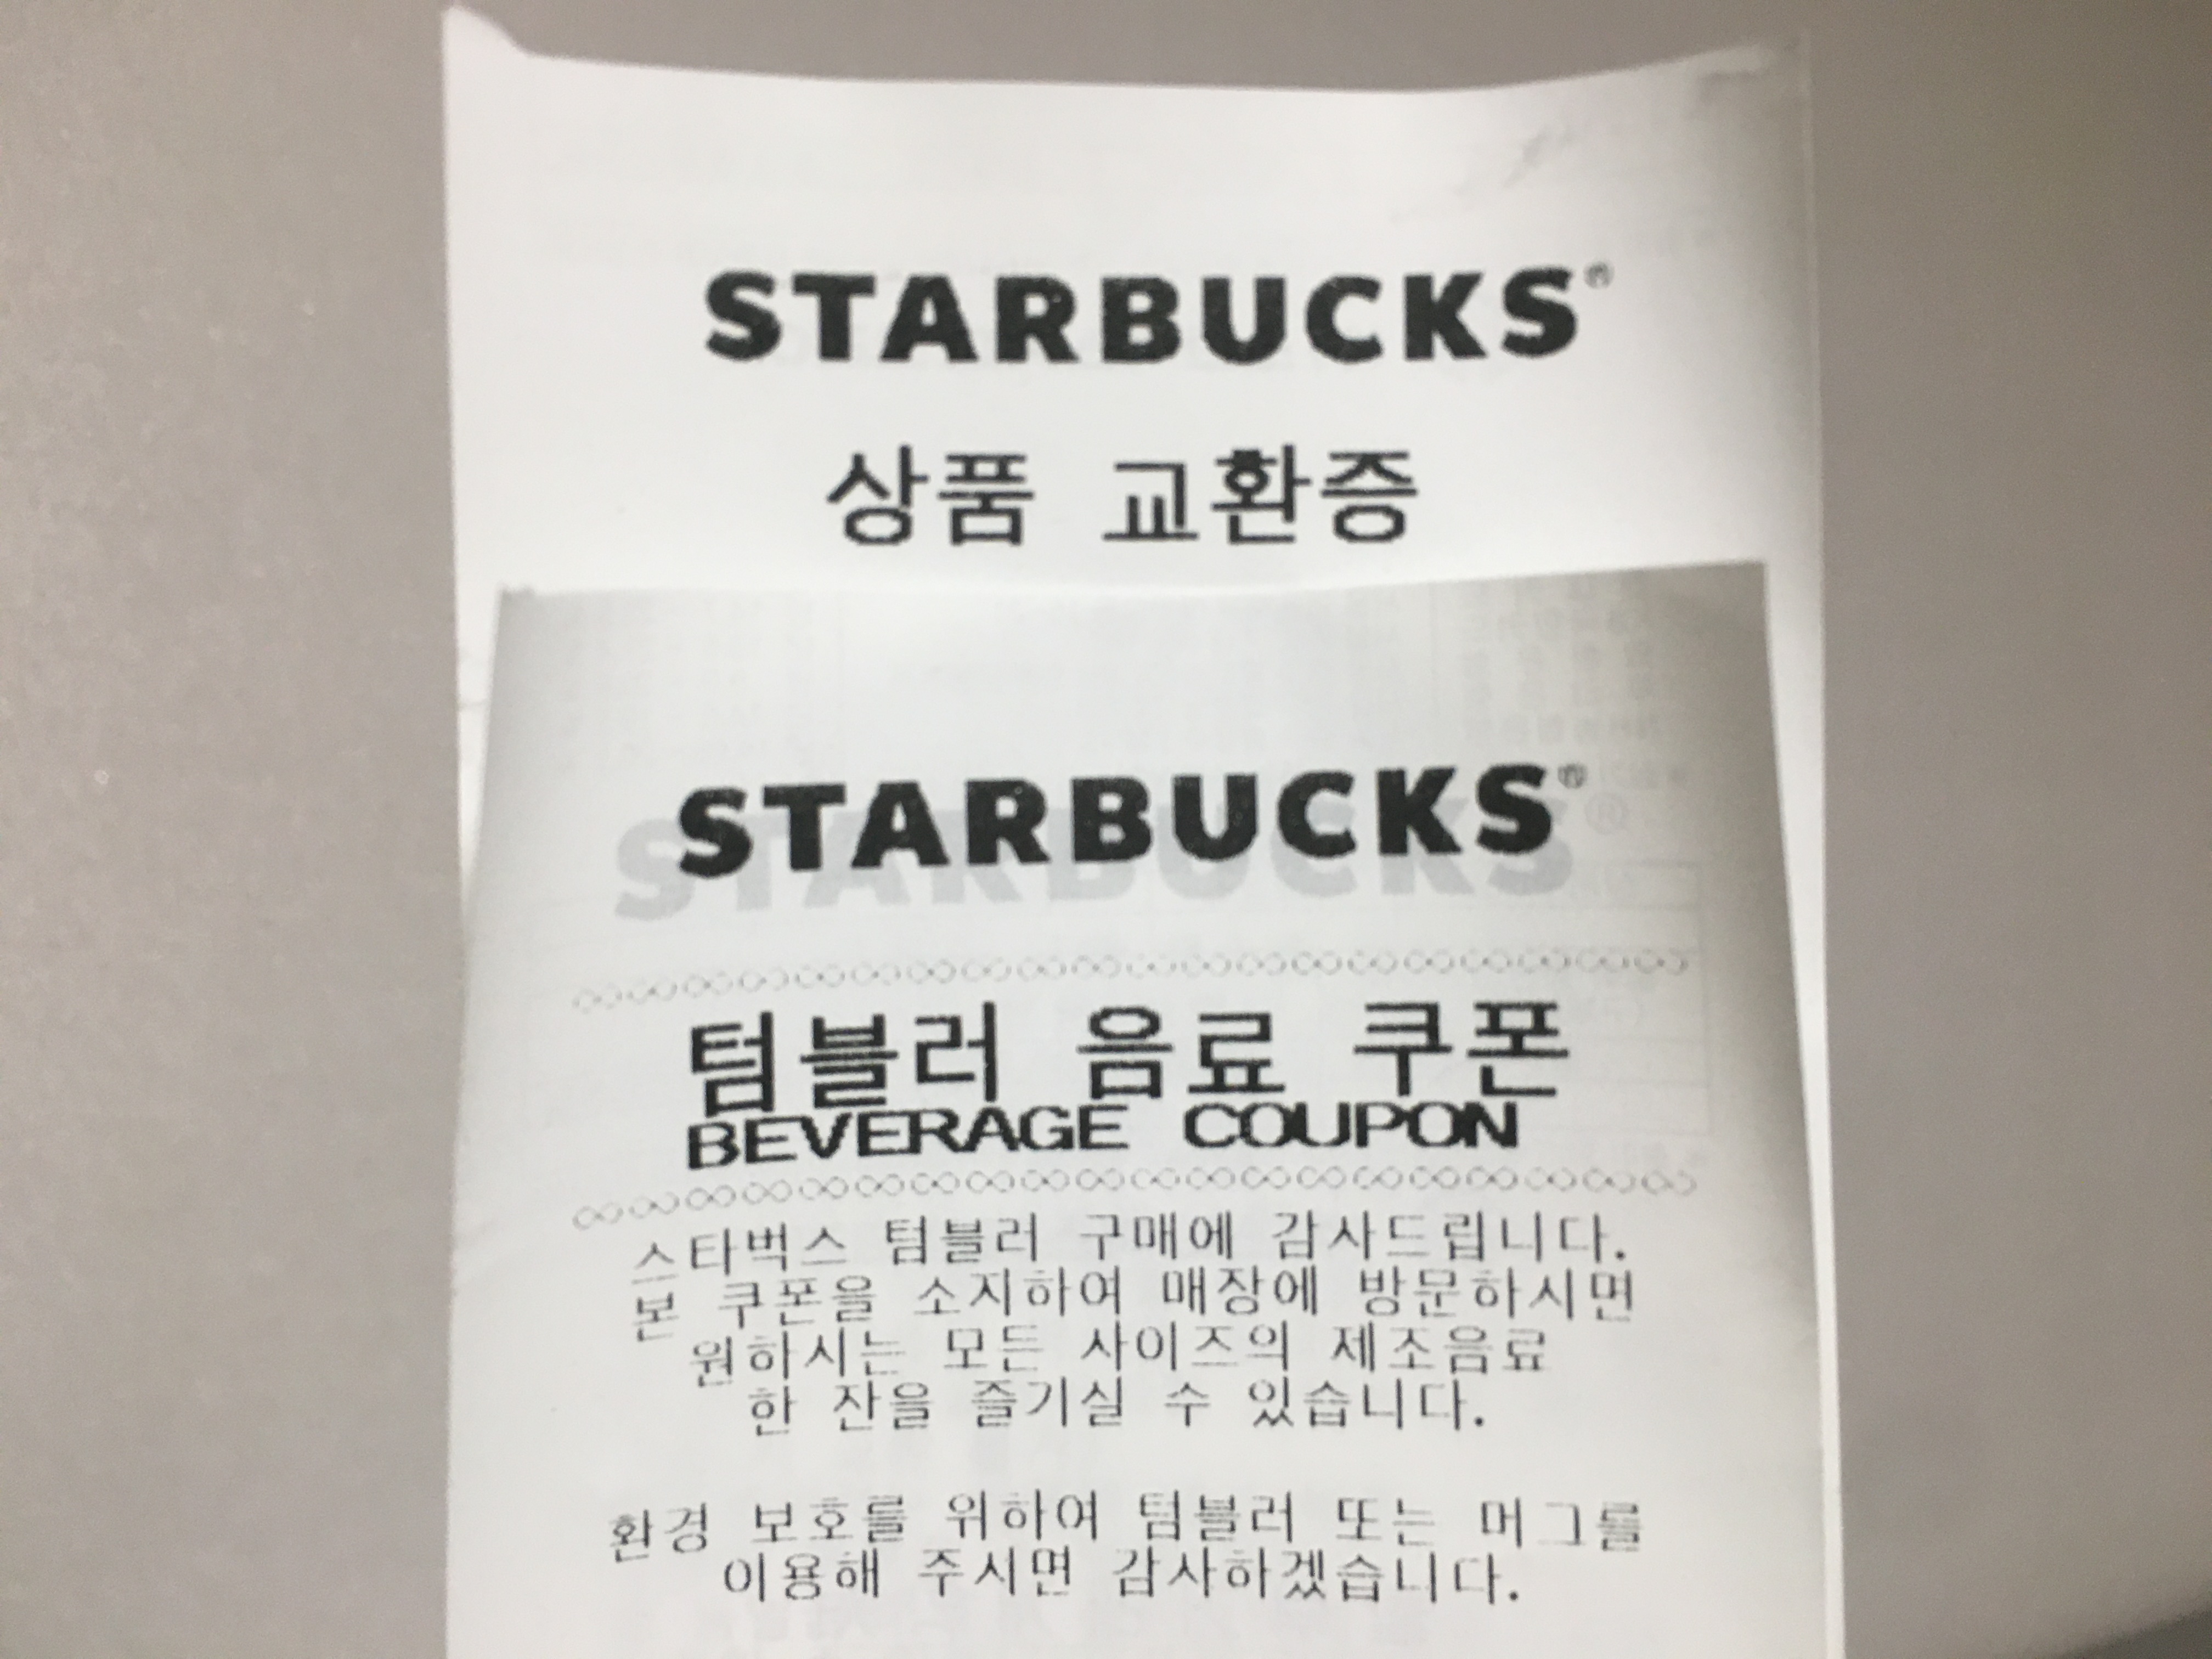 STARBUCKS®
상품 교환증
STARBUCKS®
텀블러 음료 쿠폰
BEVERAGE COUPON
스타벅스 텀블러 구매에 감사드립니다.
본 쿠폰을 소지하여 매장에 방문하시면
원하시는 모든 사이즈의 제조음료
한 잔을 즐기실 수 있습니다.
환경 보호를 위하여 텀블러 또는 머그를
이용해 주시면 감사하겠습니다.